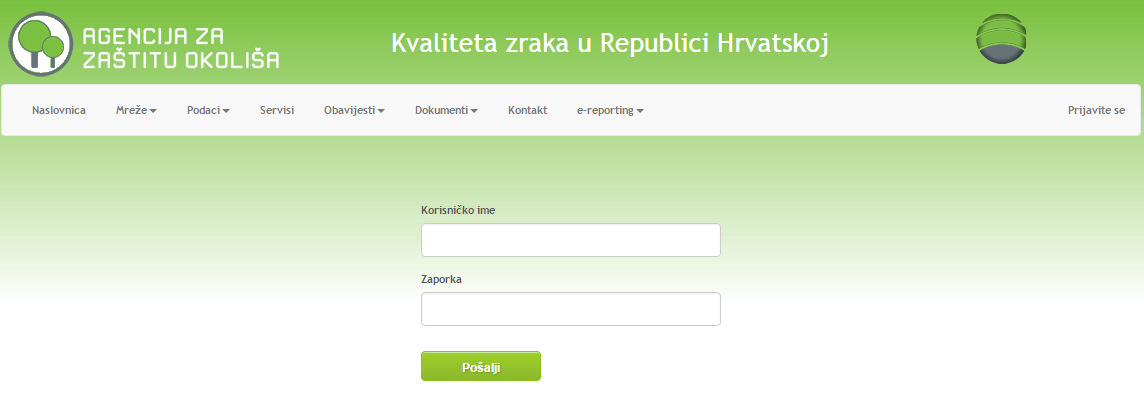 AGENCIJA ZA
ZAŠTITU OKOLIŠA
Kvaliteta zraka u Republici Hrvatskoj
Naslovnica Mreže Podaci Servisi Obavijesti Dokumenti Kontakt e-reporting Prijavite se
Korisničko ime
Zaporka
Pošalji